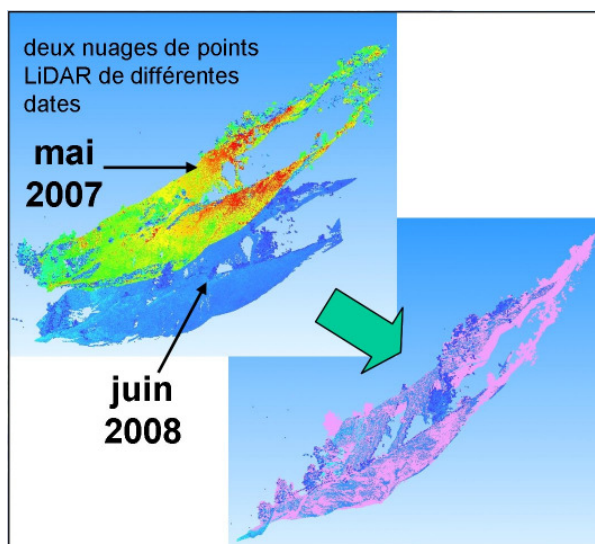 deux nuages de points
LiDAR de différentes
dates
mai
2007
juin
2008